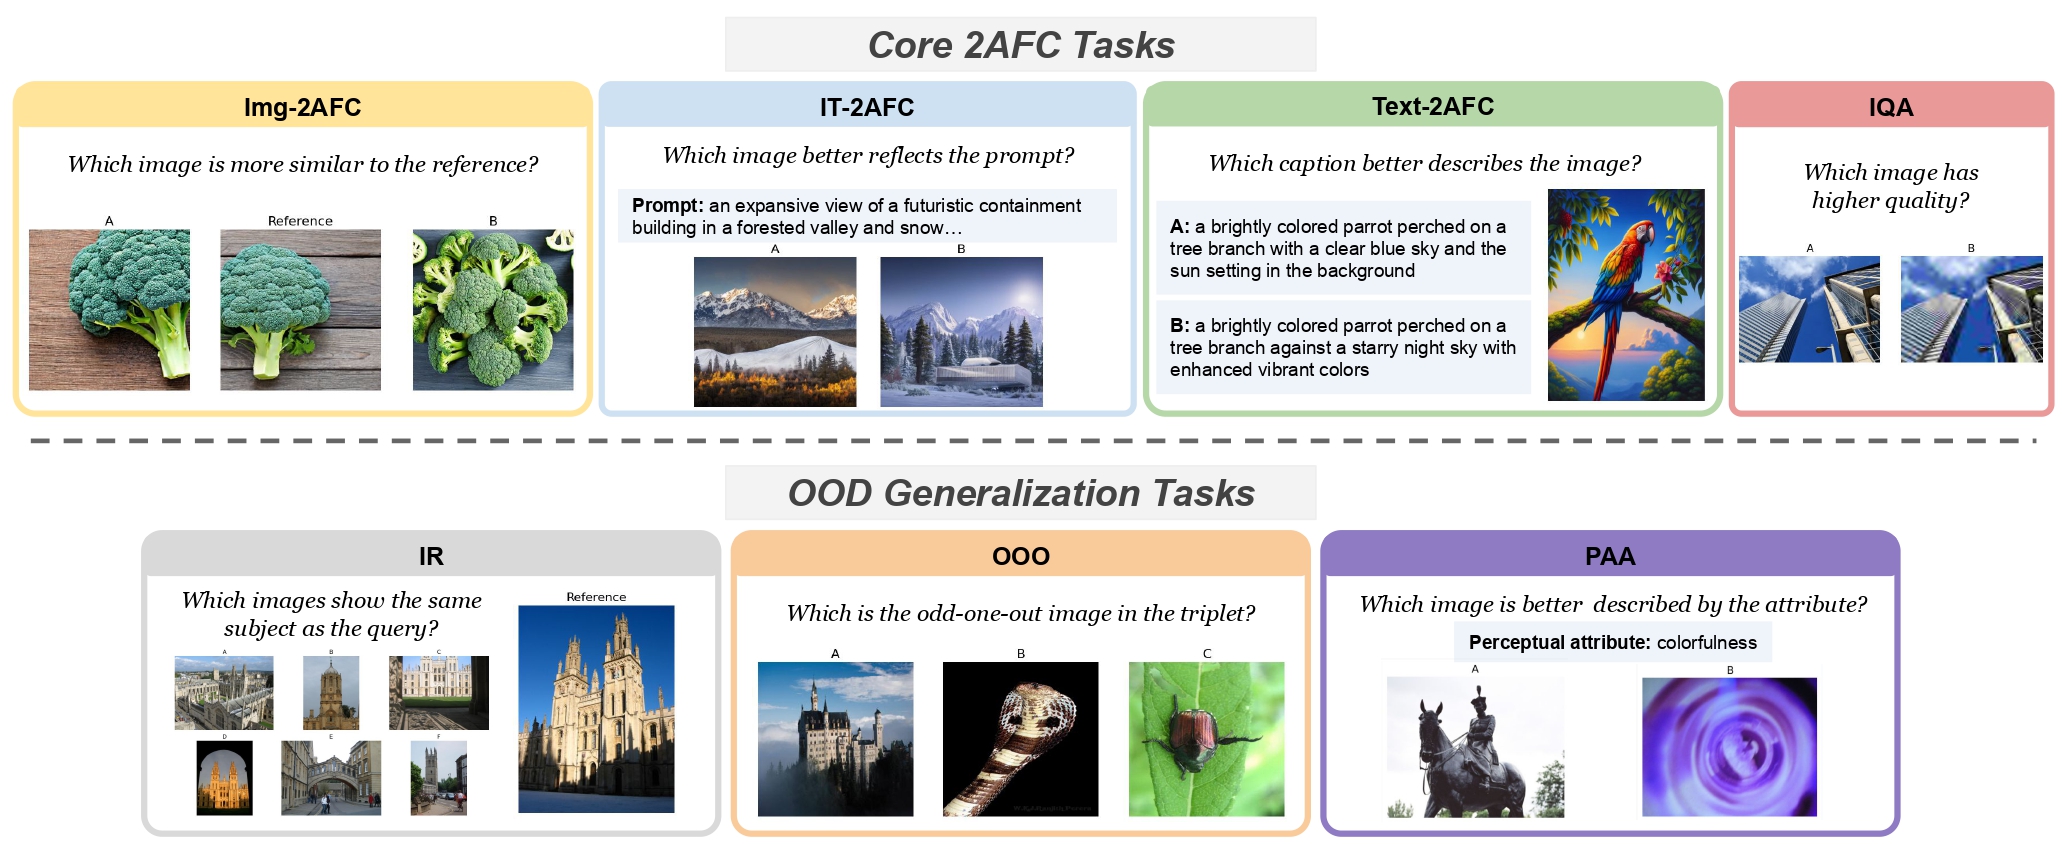 Core 2AFC Tasks
Img-2AFC
Which image is more similar to the reference?
A
Reference
B
IT-2AFC
Which image better reflects the prompt?
Prompt: an expansive view of a futuristic containment
building in a forested valley and snow…
A
B
Text-2AFC
Which caption better describes the image?
A: a brightly colored parrot perched on a
tree branch with a clear blue sky and the
sun setting in the background
B: a brightly colored parrot perched on a
tree branch against a starry night sky with
enhanced vibrant colors
IQA
Which image has
higher quality?
A
B
OOD Generalization Tasks
IR
Which images show the same
subject as the query?
A
B
C
D
E
F
Reference
OOO
Which is the odd-one-out image in the triplet?
A
B
C
PAA
Which image is better  described by the attribute?
Perceptual attribute: colorfulness
A
B